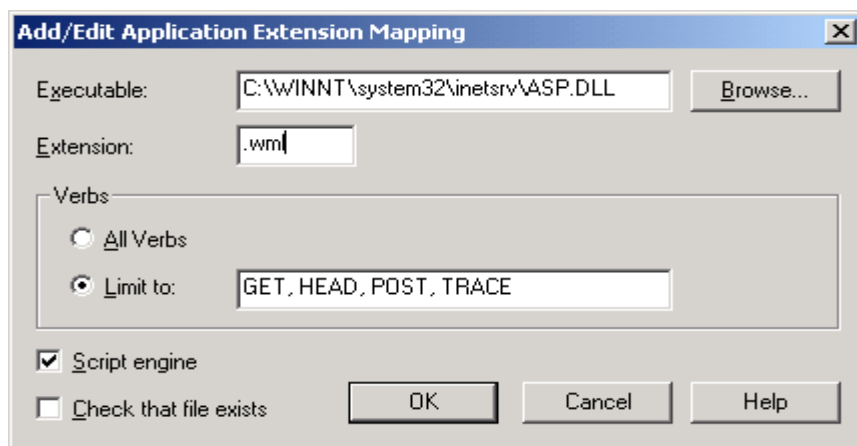 Add/Edit Application Extension Mapping
Executable: C:\WINNT\system32\inetsrv\ASP.DLL Browse...
Extension: .wml
Verbs
All Verbs
Limit to: GET, HEAD, POST, TRACE
Script engine
Check that file exists OK Cancel Help